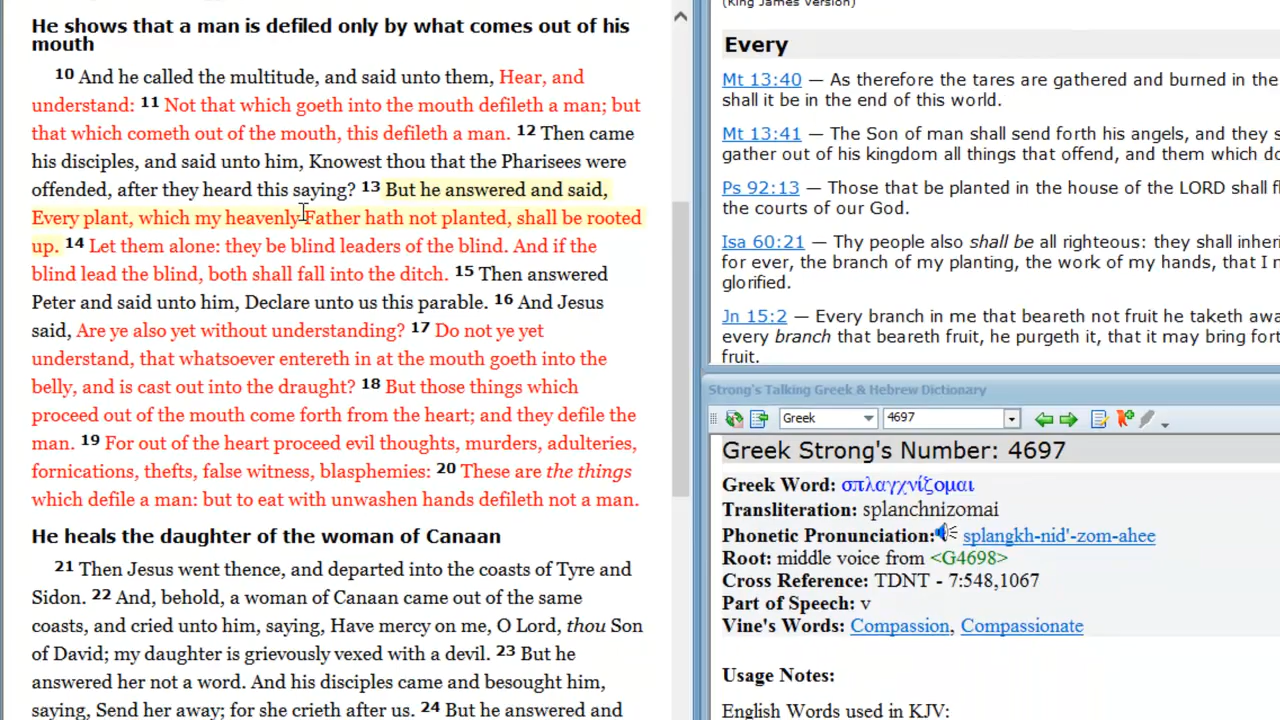 He shows that a man is defiled only by what comes out of his
mouth
10 And he called the multitude, and said unto them, Hear, and
understand: 11 Not that which goeth into the mouth defileth a man; but
that which cometh out of the mouth, this defileth a man. 12 Then came
his disciples, and said unto him, Knowest thou that the Pharisees were
offended, after they heard this saying? 13 But he answered and said,
Every plant, which my heavenly Father hath not planted, shall be rooted
up. 14 Let them alone: they be blind leaders of the blind. And if the
blind lead the blind, both shall fall into the ditch. 15 Then answered
Peter and said unto him, Declare unto us this parable. 16 And Jesus
said, Are ye also yet without understanding? 17 Do not ye yet
understand, that whatsoever entereth in at the mouth goeth into the
belly, and is cast out into the draught? 18 But those things which
proceed out of the mouth come forth from the heart; and they defile the
man. 19 For out of the heart proceed evil thoughts, murders, adulteries,
fornications, thefts, false witness, blasphemies: 20 These are the things
which defile a man: but to eat with unwashen hands defileth not a man.
He heals the daughter of the woman of Canaan
21 Then Jesus went thence, and departed into the coasts of Tyre and
Sidon. 22 And, behold, a woman of Canaan came out of the same
coasts, and cried unto him, saying, Have mercy on me, O Lord, thou Son
of David; my daughter is grievously vexed with a devil. 23 But he
answered her not a word. And his disciples came and besought him,
saying, Send her away; for she crieth after us. 24 But he answered and
(King James Version)
Every
Mt 13:40 — As therefore the tares are gathered and burned in the
shall it be in the end of this world.
Mt 13:41 — The Son of man shall send forth his angels, and they s
gather out of his kingdom all things that offend, and them which do
Ps 92:13 — Those that be planted in the house of the LORD shall fl
the courts of our God.
Isa 60:21 — Thy people also shall be all righteous: they shall inheri
for ever, the branch of my planting, the work of my hands, that I m
glorified.
Jn 15:2 — Every branch in me that beareth not fruit he taketh awa
every branch that beareth fruit, he purgeth it, that it may bring fort
fruit.
Strong's Talking Greek & Hebrew Dictionary
Greek 4697
Greek Strong's Number: 4697
Greek Word: σπλαγχνίζομαι
Transliteration: splanchnizomai
Phonetic Pronunciation: splangkh-nid'-zom-ahee
Root: middle voice from <G4698>
Cross Reference: TDNT - 7:548,1067
Part of Speech: v
Vine's Words: Compassion, Compassionate
Usage Notes:
English Words used in KJV: